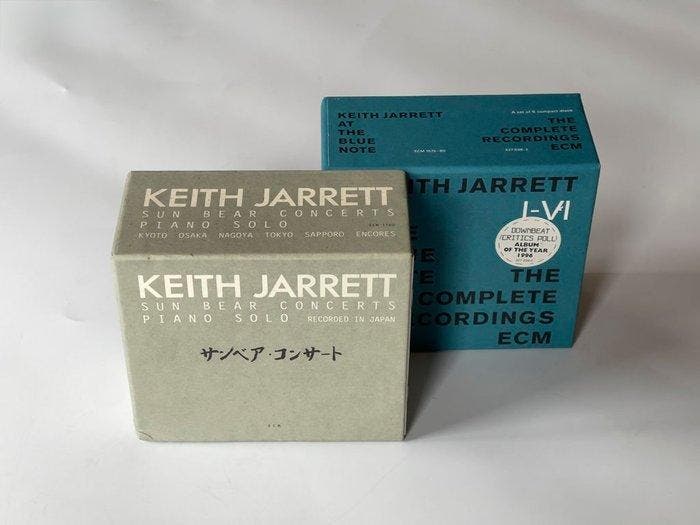 KEITH JARRETT
SUN BEAR CONCERTS
PIANO SOLO
ECM 1100
KYOTO OSAKA NAGOYA TOKYO SAPPORO ENCORES
KEITH JARRETT
SUN BEAR CONCERTS
PIANO SOLO RECORDED IN JAPAN
サンベア・コンサート
ECM
KEITH JARRETT
AT
THE
BLUE
NOTE
A set of 6 compact discs
THE
COMPLETE
RECORDINGS
ECM
ITH JARRETT
I-VI
DOWNBEAT
CRITICS POLL
ALBUM
OF THE YEAR
1996
E
E
THE
COMPLETE
CORDINGS
ECM